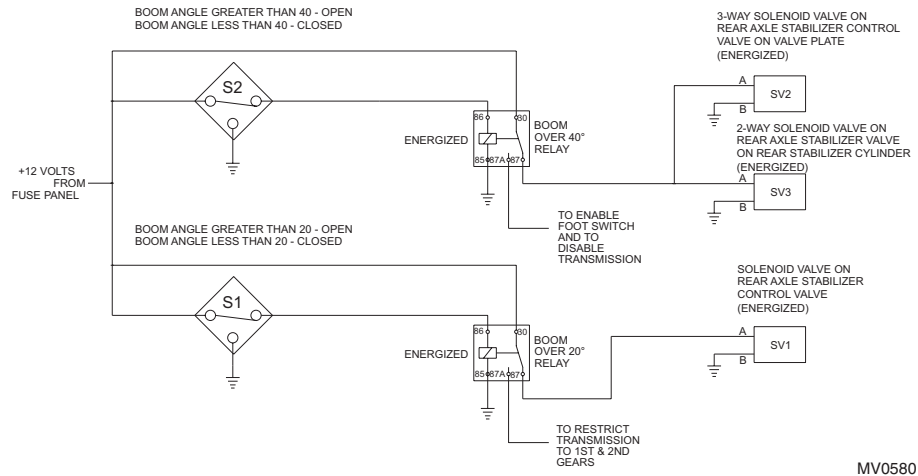 BOOM ANGLE GREATER THAN 40 - OPEN
BOOM ANGLE LESS THAN 40 - CLOSED
3-WAY SOLENOID VALVE ON
REAR AXLE STABILIZER CONTROL
VALVE ON VALVE PLATE
(ENERGIZED)
S2
A
B
SV2
86
30
ENERGIZED
BOOM
OVER 40°
RELAY
85
87A
87
2-WAY SOLENOID VALVE ON
REAR AXLE STABILIZER VALVE
ON REAR STABILIZER CYLINDER
(ENERGIZED)
A
B
SV3
+12 VOLTS
FROM
FUSE PANEL
TO ENABLE
FOOT SWITCH
AND TO
DISABLE
TRANSMISSION
BOOM ANGLE GREATER THAN 20 - OPEN
BOOM ANGLE LESS THAN 20 - CLOSED
SOLENOID VALVE ON
REAR AXLE STABILIZER
CONTROL VALVE
(ENERGIZED)
S1
A
B
SV1
86
30
ENERGIZED
BOOM
OVER 20°
RELAY
85
87A
87
TO RESTRICT
TRANSMISSION
TO 1ST & 2ND
GEARS
MV0580